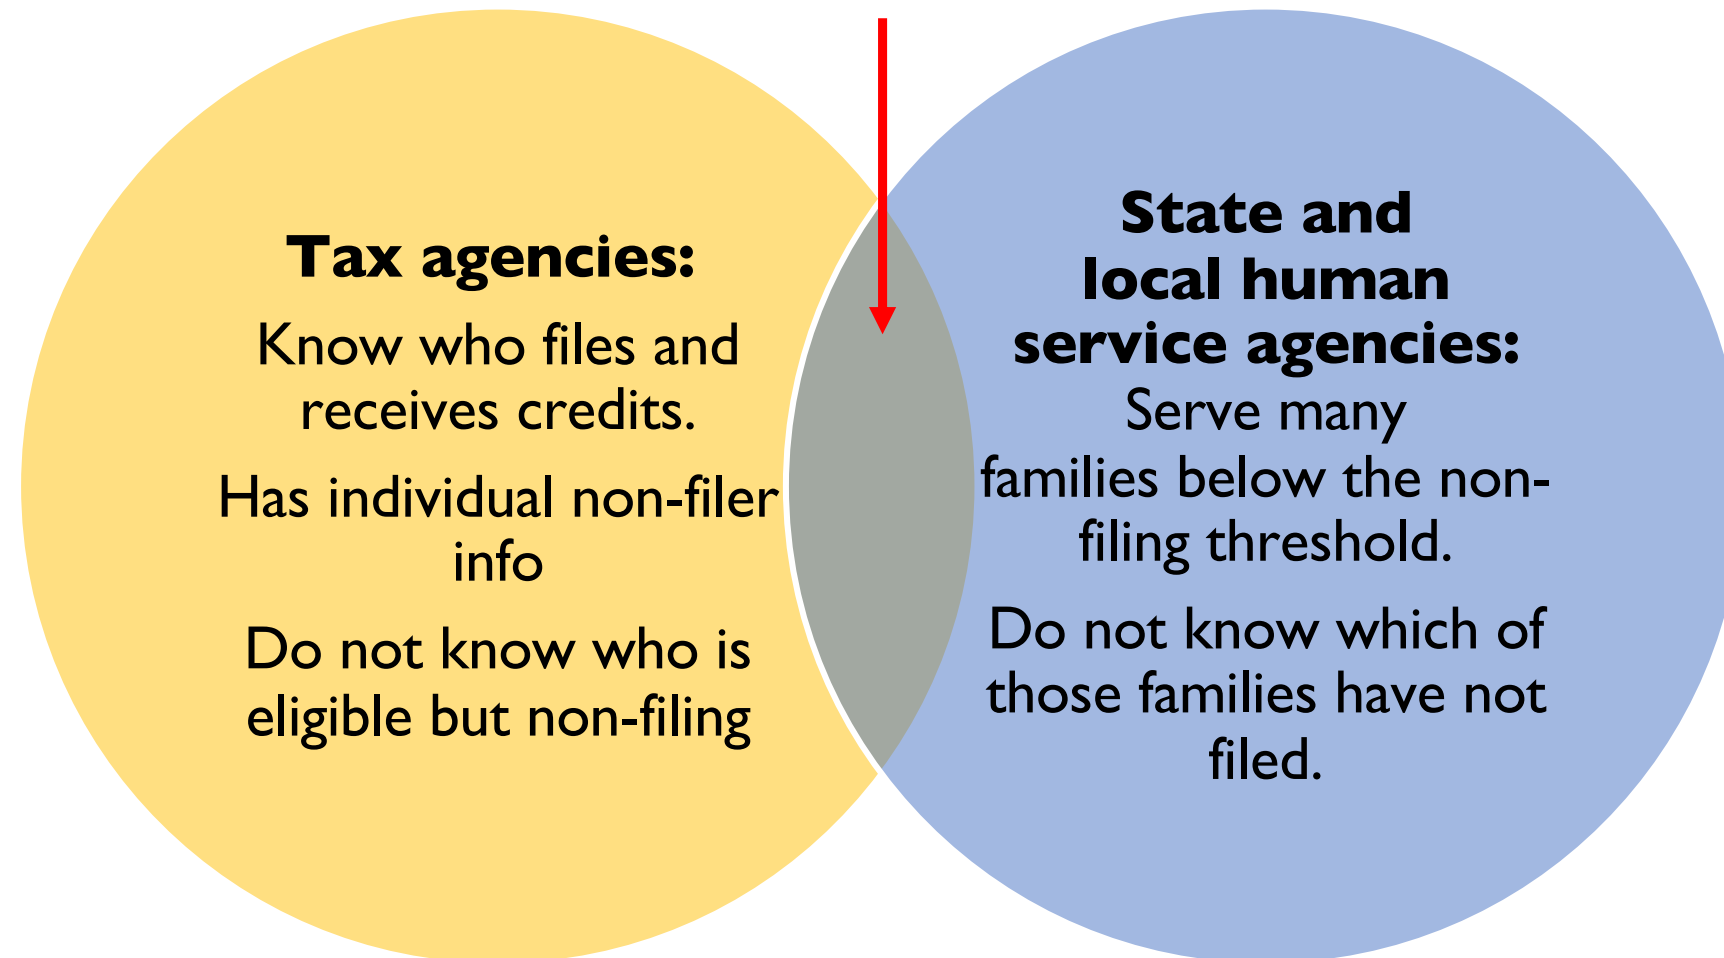 Tax agencies:
Know who files and
receives credits.
Has individual non-filer
info
Do not know who is
eligible but non-filing
State and
local human
service agencies:
Serve many
families below the non-
filing threshold.
Do not know which of
those families have not
filed.